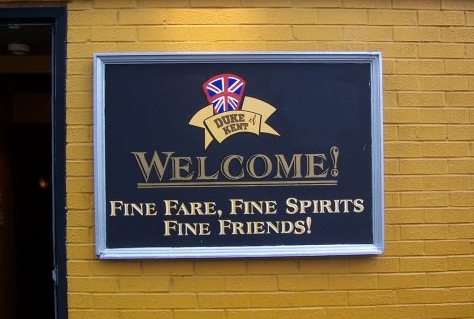 DUKE of
KENT
WELCOME!
FINE FARE, FINE SPIRITS
FINE FRIENDS!